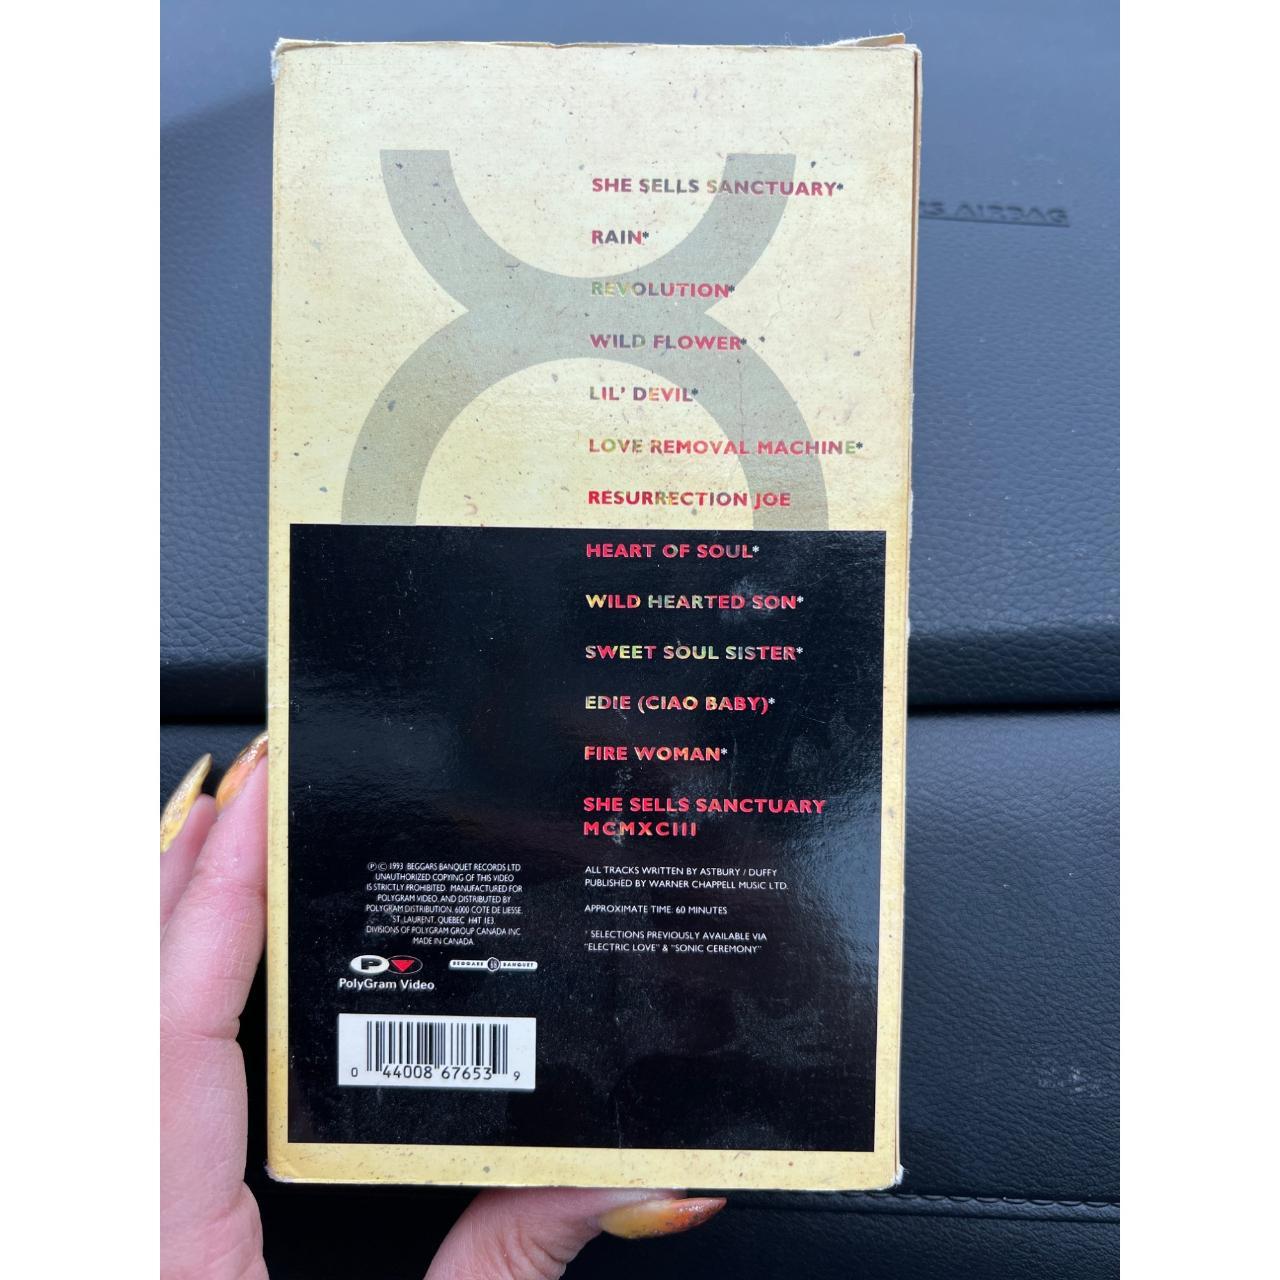 SHE SELLS SANCTUARY*
RAIN*
REVOLUTION*
WILD FLOWER*
LIL' DEVIL*
LOVE REMOVAL MACHINE*
RESURRECTION JOE
HEART OF SOUL*
WILD HEARTED SON*
SWEET SOUL SISTER*
EDIE (CIAO BABY)*
FIRE WOMAN*
SHE SELLS SANCTUARY
MCMXCIII
℗ © 1993 BEGGARS BANQUET RECORDS LTD
UNAUTHORIZED COPYING OF THIS VIDEO
IS STRICTLY PROHIBITED. MANUFACTURED FOR
POLYGRAM VIDEO, AND DISTRIBUTED BY
POLYGRAM DISTRIBUTION, 6000 COTE DE LIESSE,
ST. LAURENT, QUEBEC H4T 1E3.
DIVISIONS OF POLYGRAM GROUP CANADA INC.
MADE IN CANADA.
ALL TRACKS WRITTEN BY ASTBURY / DUFFY
PUBLISHED BY WARNER CHAPPELL MUSIC LTD.
APPROXIMATE TIME: 60 MINUTES
* SELECTIONS PREVIOUSLY AVAILABLE VIA
"ELECTRIC LOVE" & "SONIC CEREMONY"
P
PolyGram Video
BEGGARS BANQUET
0 44008 67653 9
AIRBAG